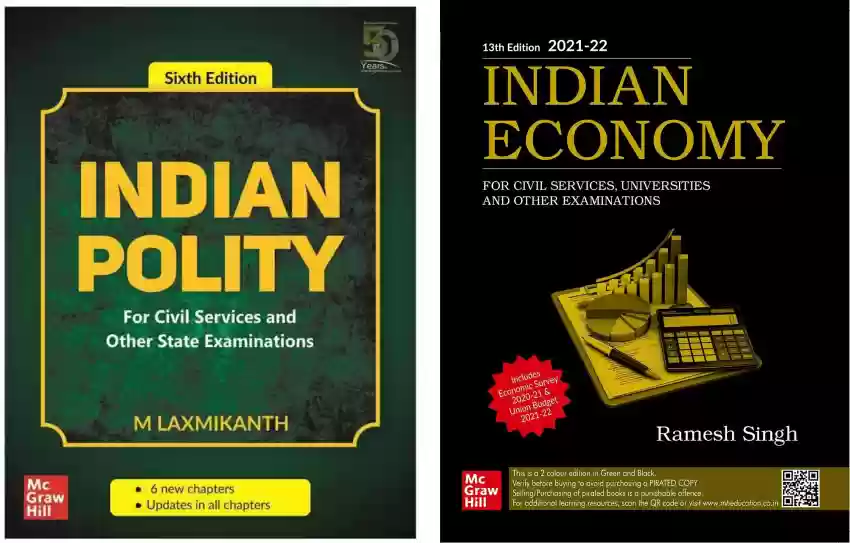 50
Years
Sixth Edition
INDIAN
POLITY
For Civil Services and
Other State Examinations
M LAXMIKANTH
Mc
Graw
Hill
• 6 new chapters
• Updates in all chapters
13th Edition 2021-22
INDIAN
ECONOMY
FOR CIVIL SERVICES, UNIVERSITIES
AND OTHER EXAMINATIONS
Includes
Economic Survey
2020-21 &
Union Budget
2021-22
Ramesh Singh
Mc
Graw
Hill
This is a 2 colour edition in Green and Black.
Verify before buying to avoid purchasing a PIRATED COPY
Selling/Purchasing of pirated books is a punishable offence.
For additional learning resources, scan the QR code or visit www.mheducation.co.in